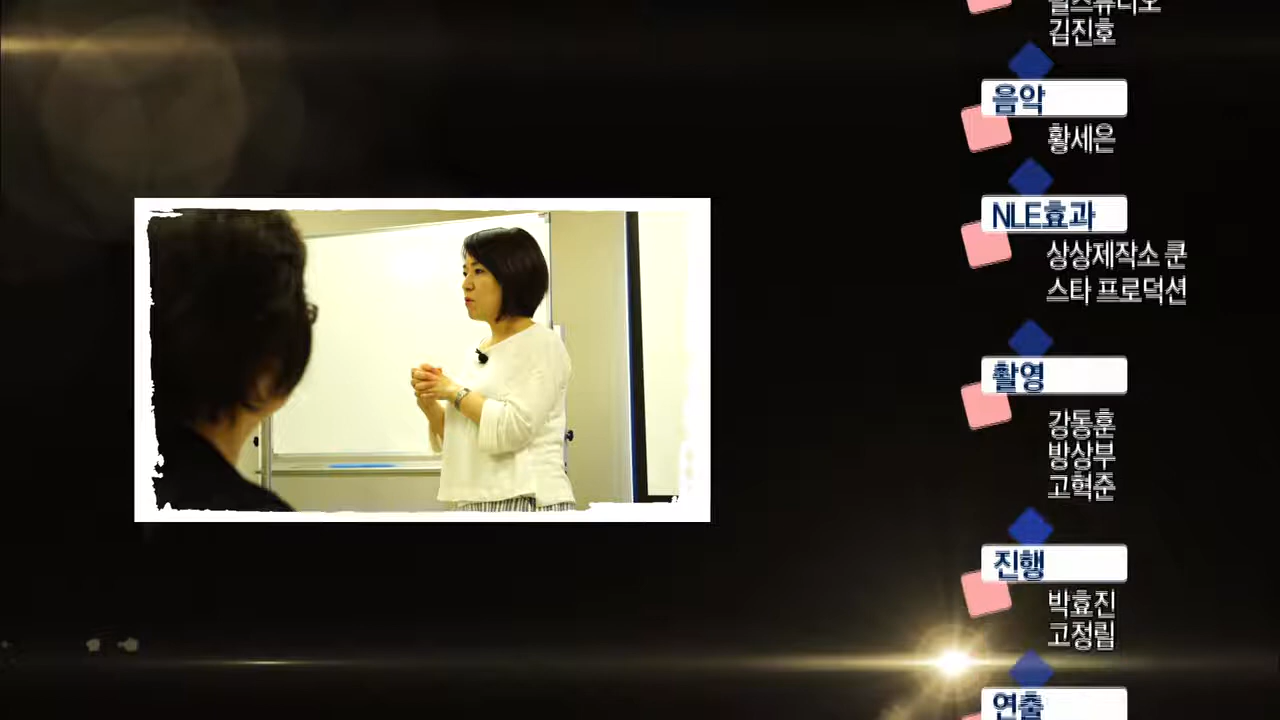 김진호
음악
황세은
NLE효과
상상제작소 쿤
스타 프로덕션
촬영
강동훈
방상부
고혁준
진행
박효진
고정림
연출